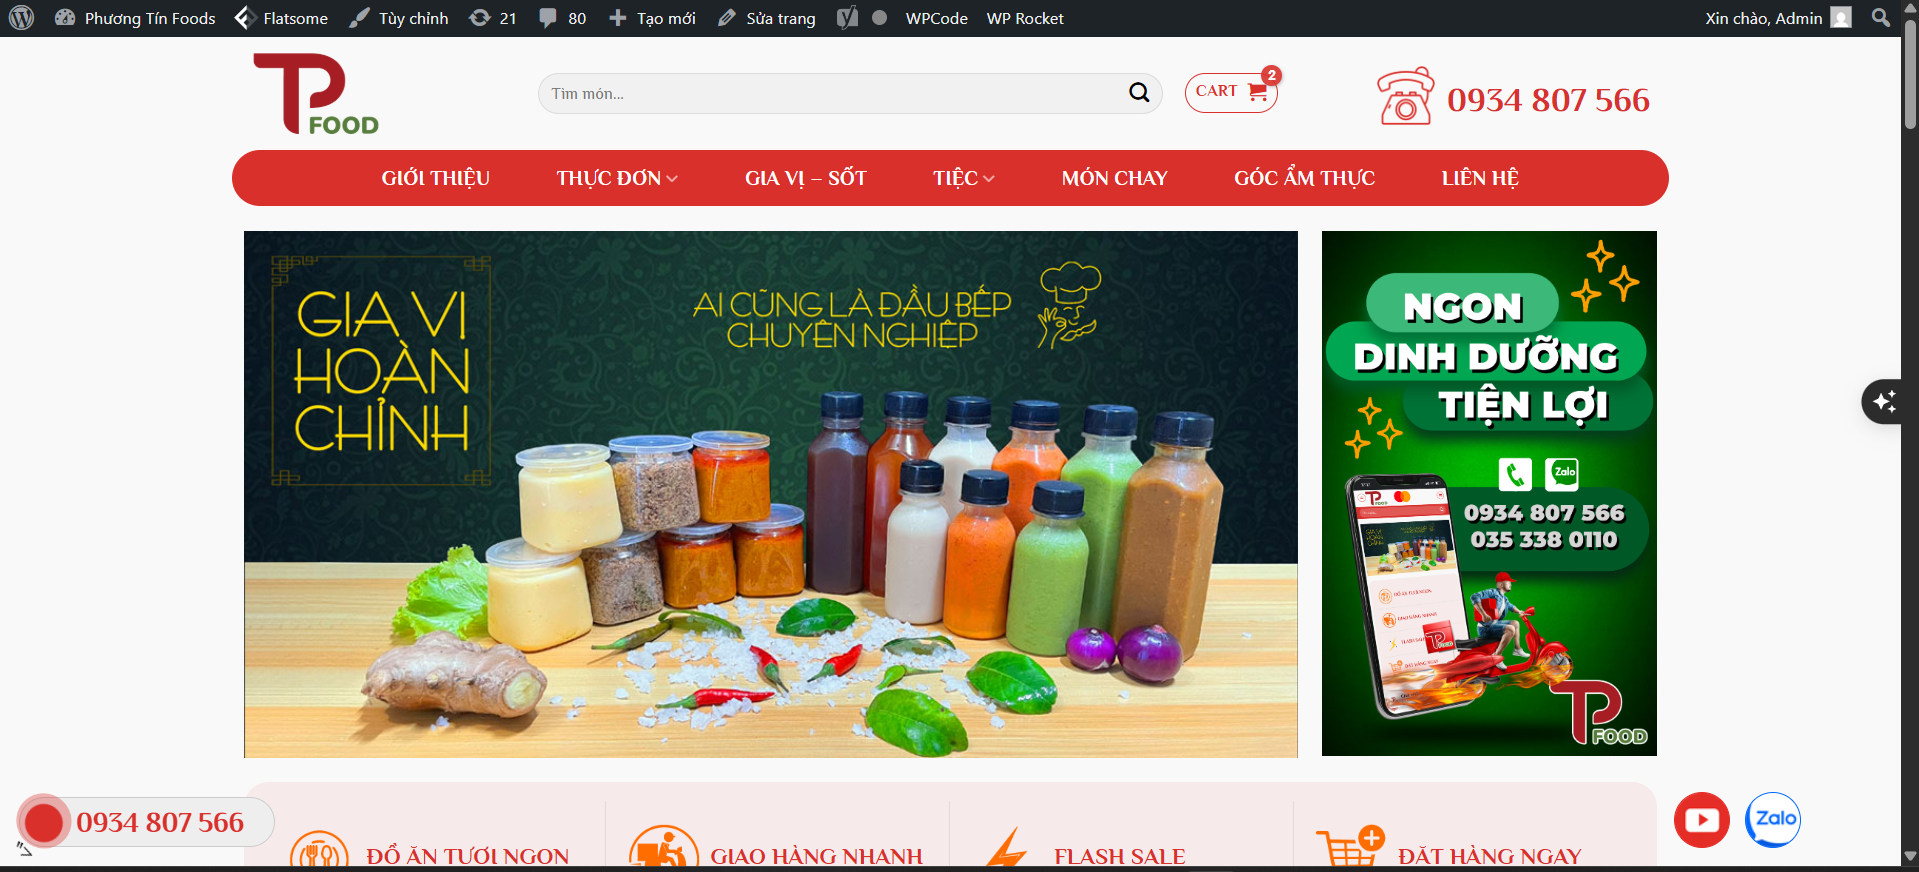 Phương Tín Foods
Flatsome
Tùy chỉnh
21
80
Tạo mới
Sửa trang
WPCode
WP Rocket
Xin chào, Admin
TP FOOD
Tìm món...
CART
2
0934 807 566
GIỚI THIỆU
THỰC ĐƠN
GIA VỊ – SỐT
TIỆC
MÓN CHAY
GÓC ẨM THỰC
LIÊN HỆ
GIA VỊ
HOÀN
CHỈNH
AI CŨNG LÀ ĐẦU BẾP
CHUYÊN NGHIỆP
NGON
DINH DƯỠNG
TIỆN LỢI
Zalo
0934 807 566
035 338 0110
TP FOOD
0934 807 566
ĐỒ ĂN TƯƠI NGON
GIAO HÀNG NHANH
FLASH SALE
ĐẶT HÀNG NGAY
Zalo